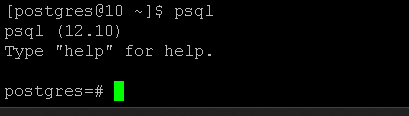 [postgres@10 ~]$ psql
psql (12.10)
Type "help" for help.
postgres=#